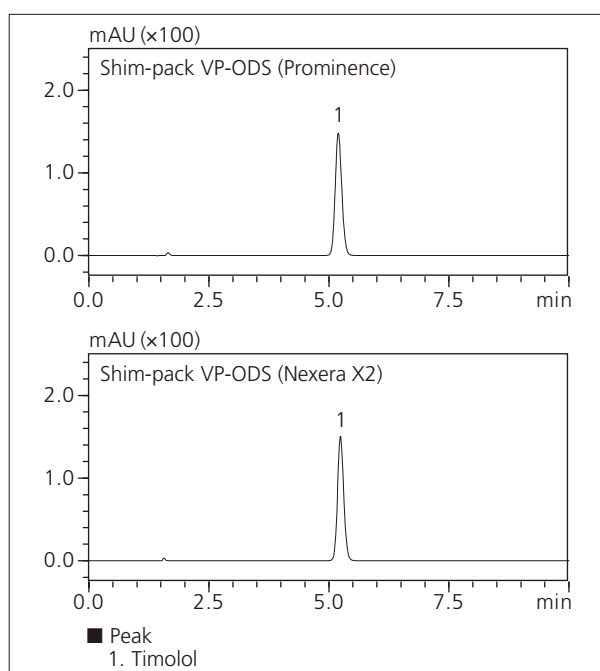 mAU (×100)
Shim-pack VP-ODS (Prominence)
2.0
1
1.0
0.0
0.0 2.5 5.0 7.5 min
mAU (×100)
Shim-pack VP-ODS (Nexera X2)
2.0
1
1.0
0.0
0.0 2.5 5.0 7.5 min
■ Peak
1. Timolol